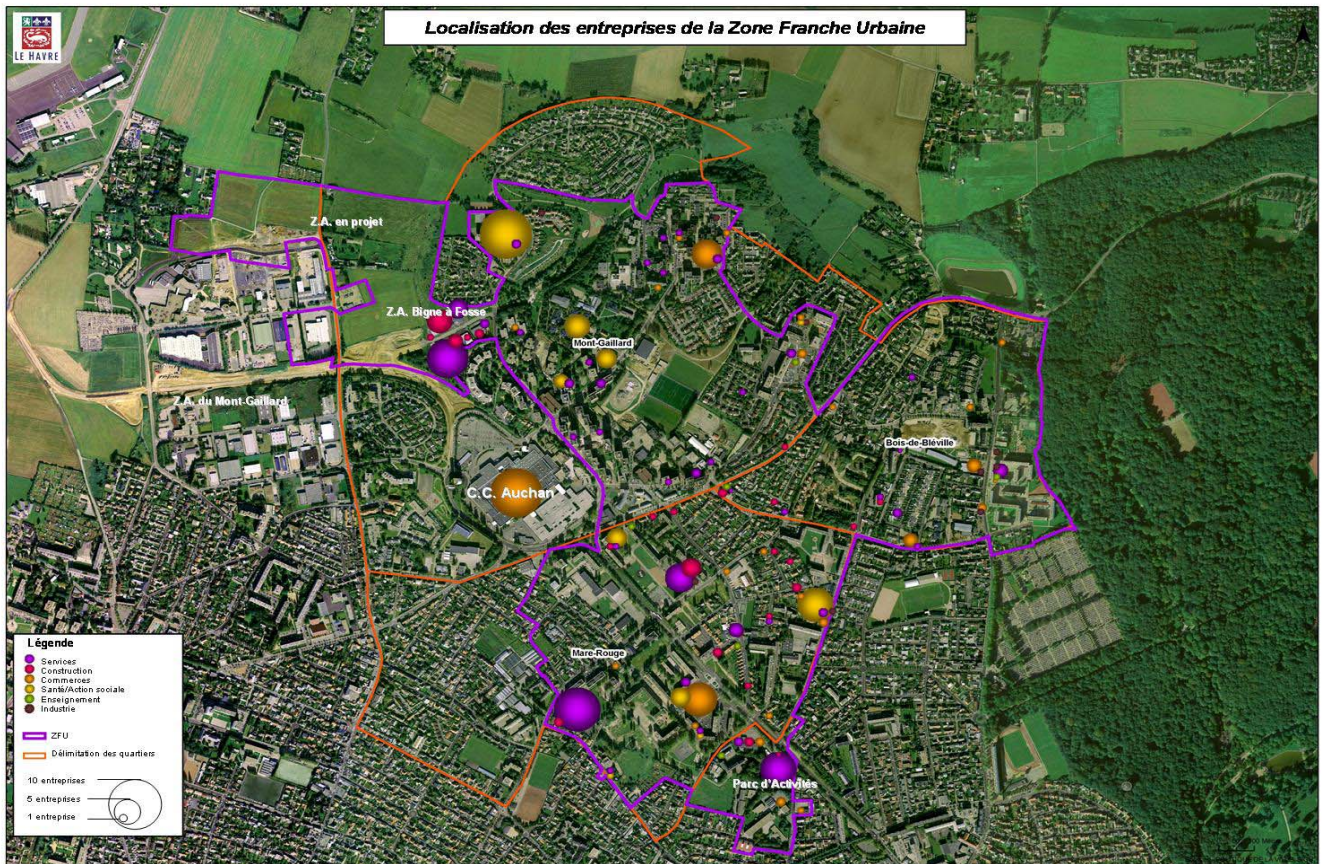 LE HAVRE
Localisation des entreprises de la Zone Franche Urbaine
Z.A. en projet
Z.A. Bigne à Fosse
Mont-Gaillard
Z.A. du Mont-Gaillard
Bois-de-Bléville
C.C. Auchan
Mare-Rouge
Parc d'Activités
Légende
Services
Construction
Commerces
Santé/Action sociale
Enseignement
Industrie
ZFU
Délimitation des quartiers
10 entreprises
5 entreprises
1 entreprise